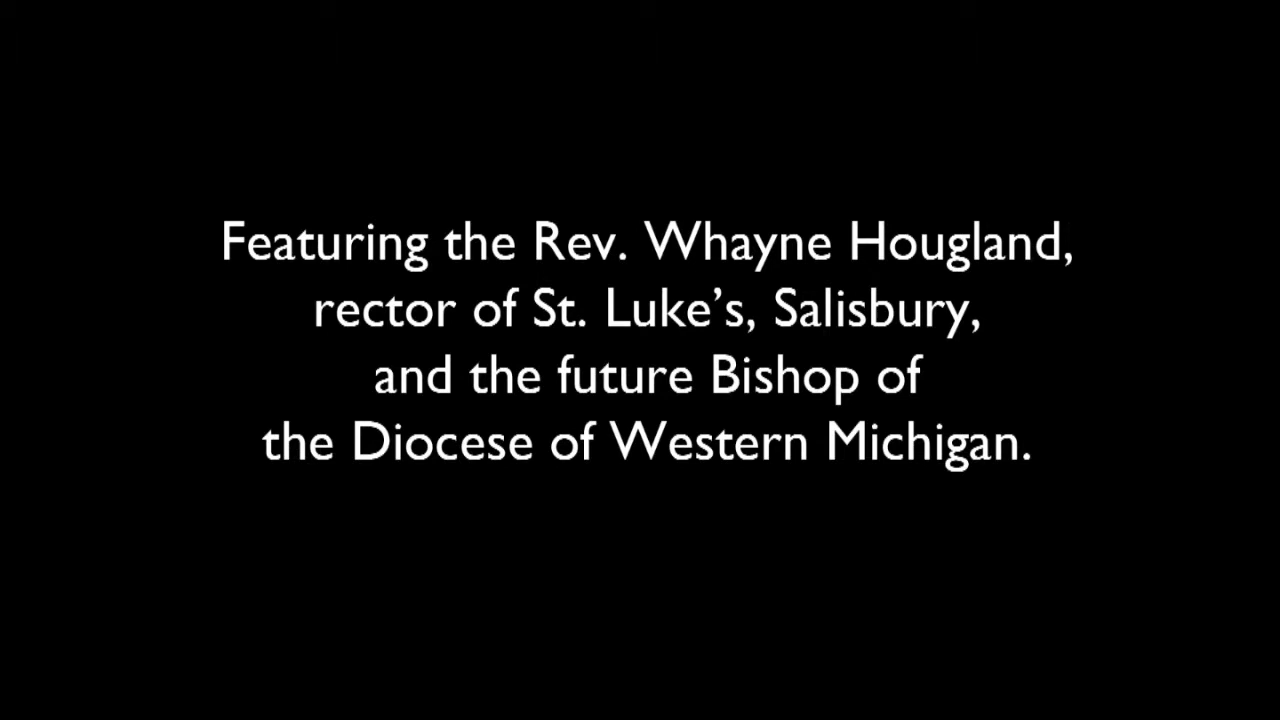 Featuring the Rev. Whayne Hougland,
rector of St. Luke’s, Salisbury,
and the future Bishop of
the Diocese of Western Michigan.